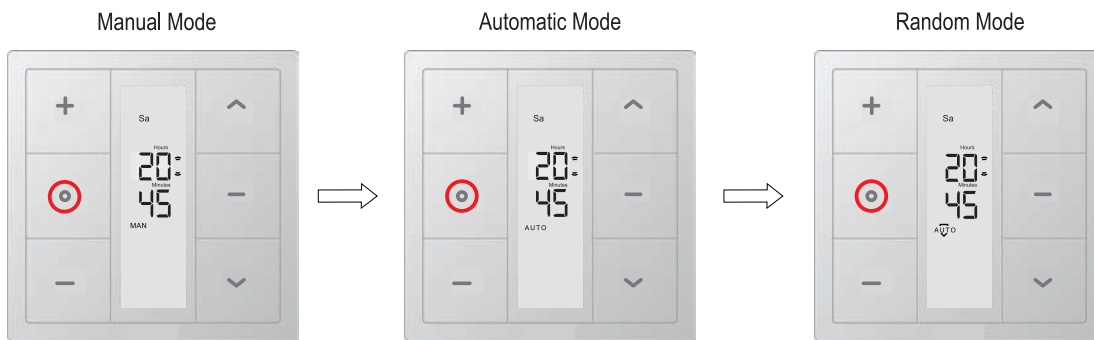 Manual Mode
Automatic Mode
Random Mode
Sa
Hours
20
Minutes
45
MAN
Sa
Hours
20
Minutes
45
AUTO
Sa
Hours
20
Minutes
45
AUTO